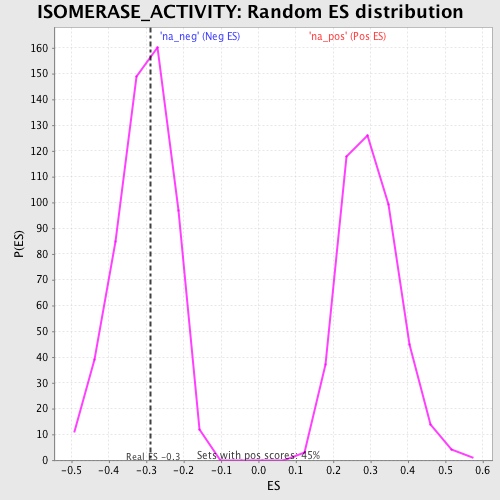 ISOMERASE_ACTIVITY: Random ES distribution
'na_neg' (Neg ES) 'na_pos' (Pos ES)
160
150
140
130
120
110
100
90
80
70
60
50
40
30
20
10
0
P(ES)
Real ES -0.3 Sets with pos scores: 45%
-0.5 -0.4 -0.3 -0.2 -0.1 0.0 0.1 0.2 0.3 0.4 0.5 0.6
ES